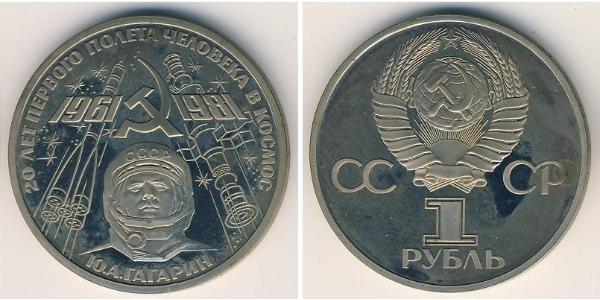 20 ЛЕТ ПЕРВОГО ПОЛЕТА ЧЕЛОВЕКА В КОСМОС
1961 1981
СССР
Ю.А.ГАГАРИН
СС СР
1
РУБЛЬ